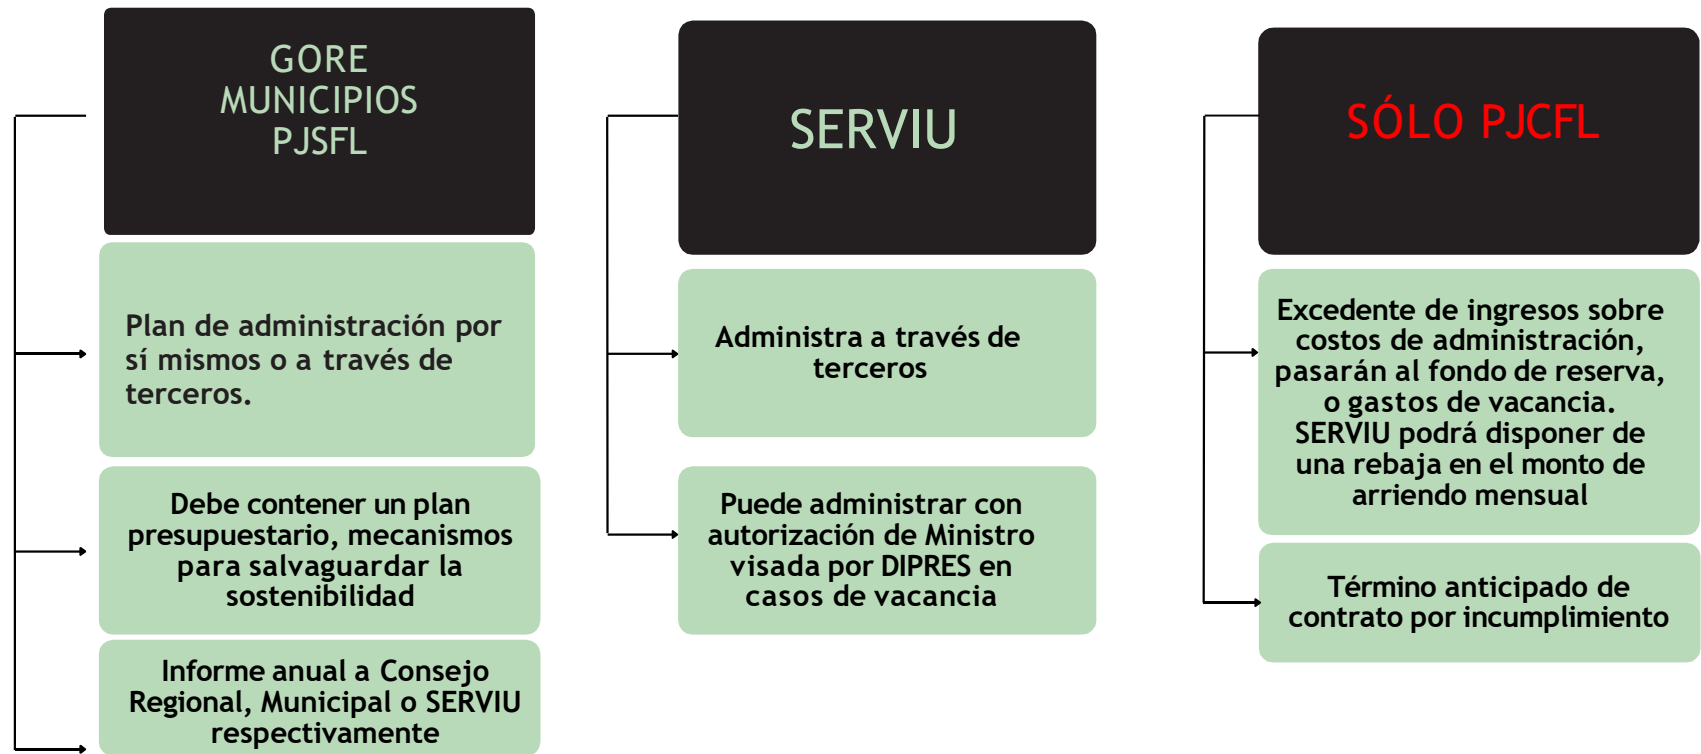 GORE
MUNICIPIOS
PJSFL
Plan de administración por
sí mismos o a través de
terceros.
Debe contener un plan
presupuestario, mecanismos
para salvaguardar la
sostenibilidad
Informe anual a Consejo
Regional, Municipal o SERVIU
respectivamente
SERVIU
Administra a través de
terceros
Puede administrar con
autorización de Ministro
visada por DIPRES en
casos de vacancia
SÓLO PJCFL
Excedente de ingresos sobre
costos de administración,
pasarán al fondo de reserva,
o gastos de vacancia.
SERVIU podrá disponer de
una rebaja en el monto de
arriendo mensual
Término anticipado de
contrato por incumplimiento